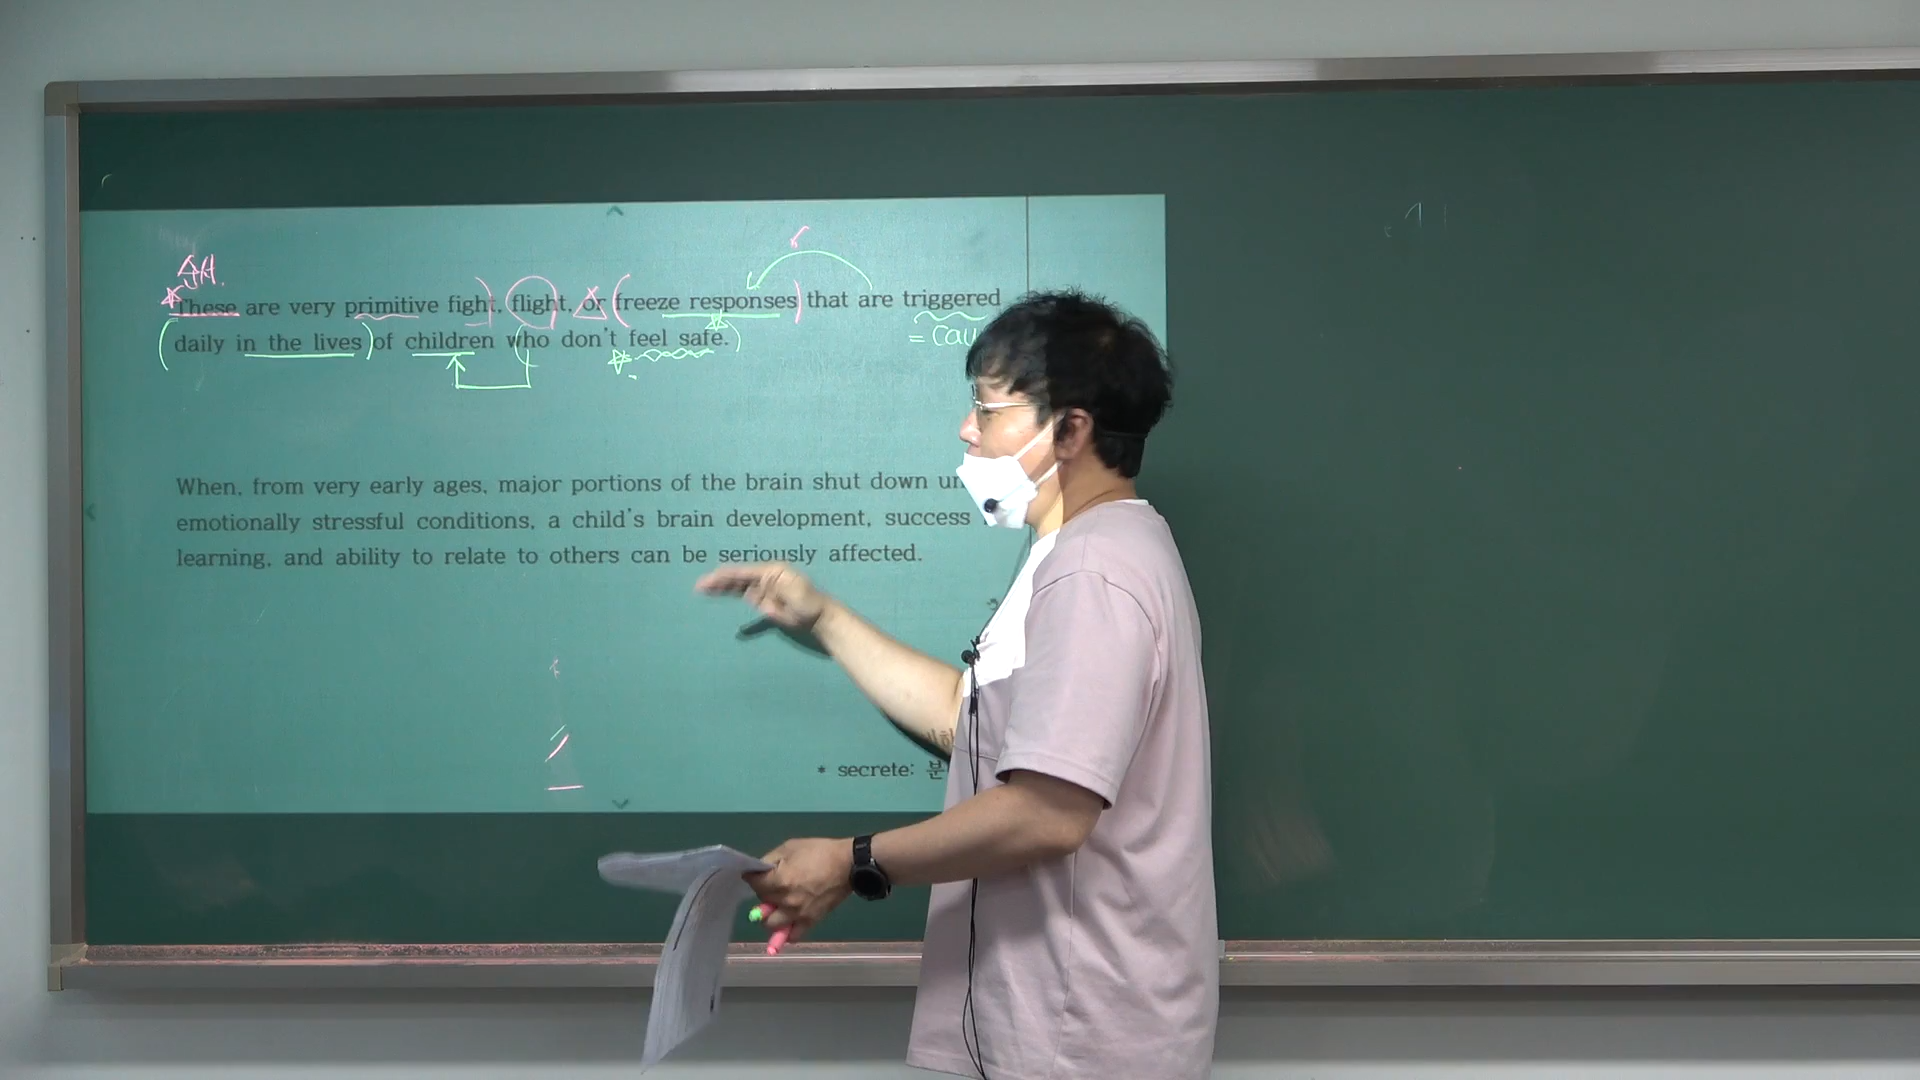 These are very primitive fight, flight, or freeze responses that are triggered
= cau
daily in the lives of children who don't feel safe.
When, from very early ages, major portions of the brain shut down un
emotionally stressful conditions, a child's brain development, success
learning, and ability to relate to others can be seriously affected.
* secrete: 분